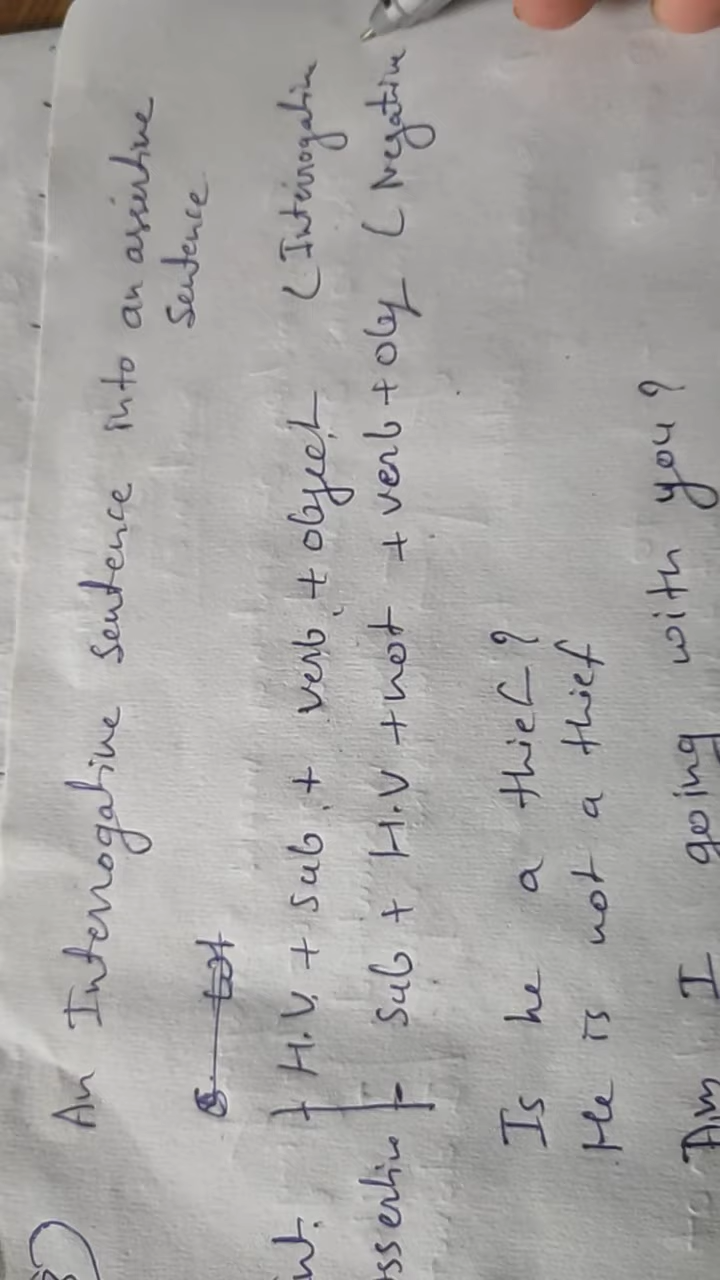 An Interrogative sentence into an assertive
Sentence
Int. H.V. + sub. + verb. + object (Interrogative
Assertive Sub + H.V + not + verb + obj (Negative
Is he a thief?
He is not a thief
Am I going with you?